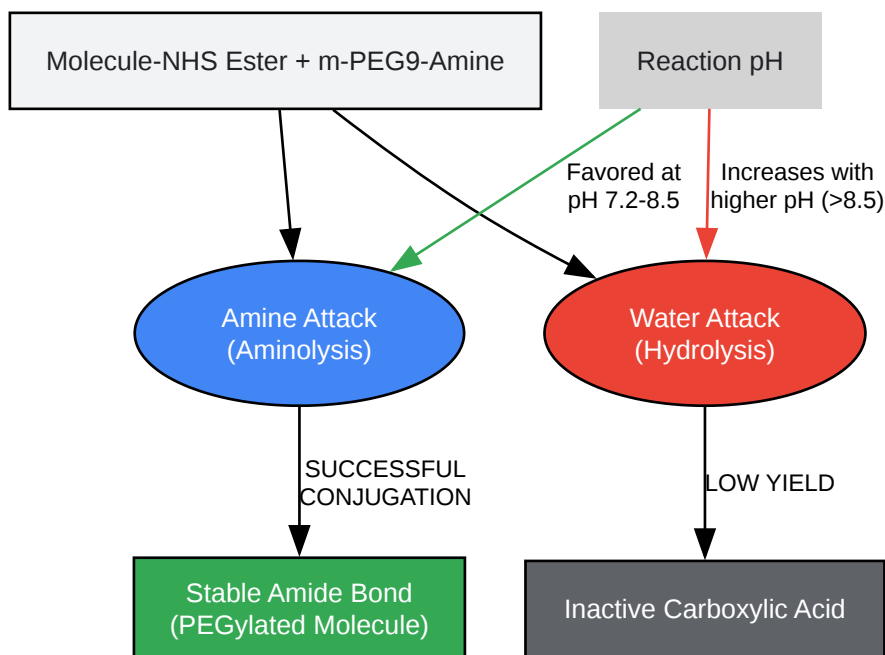 Molecule-NHS Ester + m-PEG9-Amine
Reaction pH
Favored at
pH 7.2-8.5
Increases with
higher pH (>8.5)
Amine Attack
(Aminolysis)
Water Attack
(Hydrolysis)
SUCCESSFUL
CONJUGATION
LOW YIELD
Stable Amide Bond
(PEGylated Molecule)
Inactive Carboxylic Acid